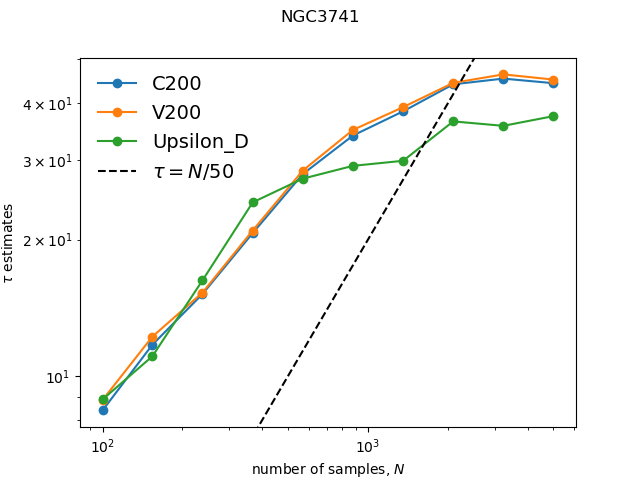 NGC3741
C200
V200
Upsilon_D
τ = N/50
4 × 10¹
3 × 10¹
2 × 10¹
10¹
τ estimates
10²
10³
number of samples, N